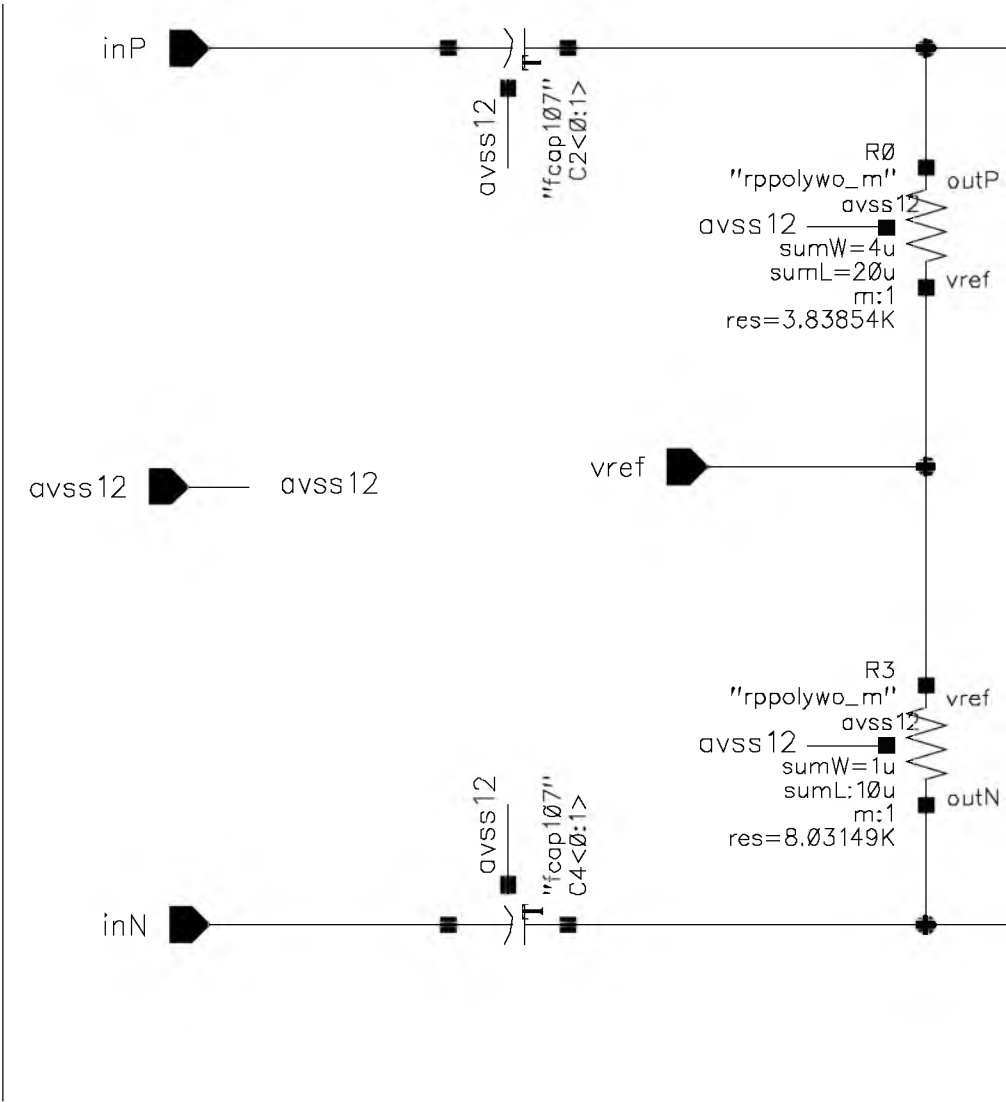 inP
avss12
"fcap107"
C2<0:1>
R0
"rppolywo_m"
outP
avss12
avss12
sumW=4u
sumL=20u
vref
m:1
res=3.83854K
avss12
avss12
vref
R3
"rppolywo_m"
vref
avss12
avss12
sumW=1u
sumL:10u
outN
m:1
res=8.03149K
avss12
"fcap107"
C4<0:1>
inN